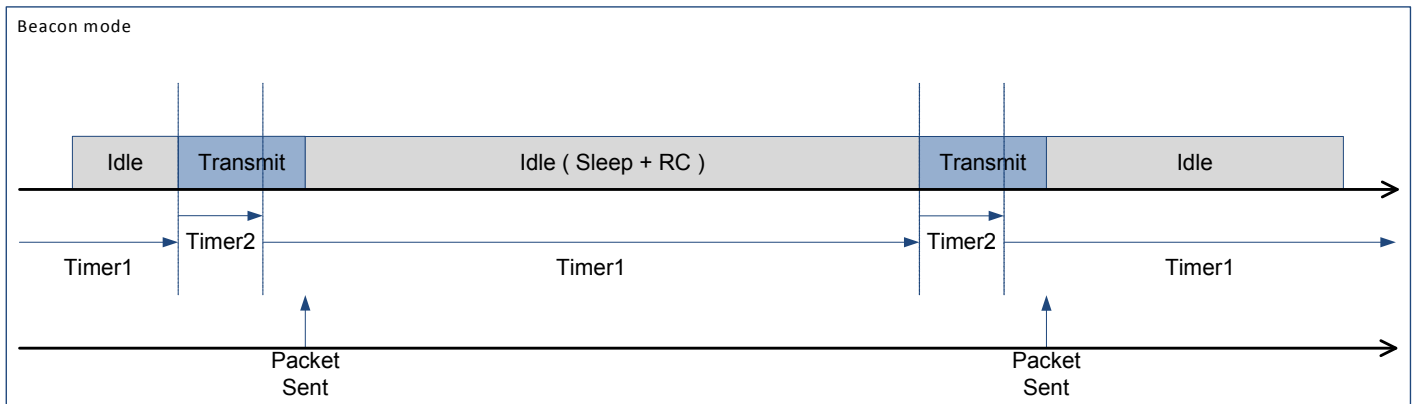 Beacon mode
Idle
Transmit
Idle ( Sleep + RC )
Transmit
Idle
Timer2
Timer2
Timer1
Timer1
Timer1
Packet
Sent
Packet
Sent